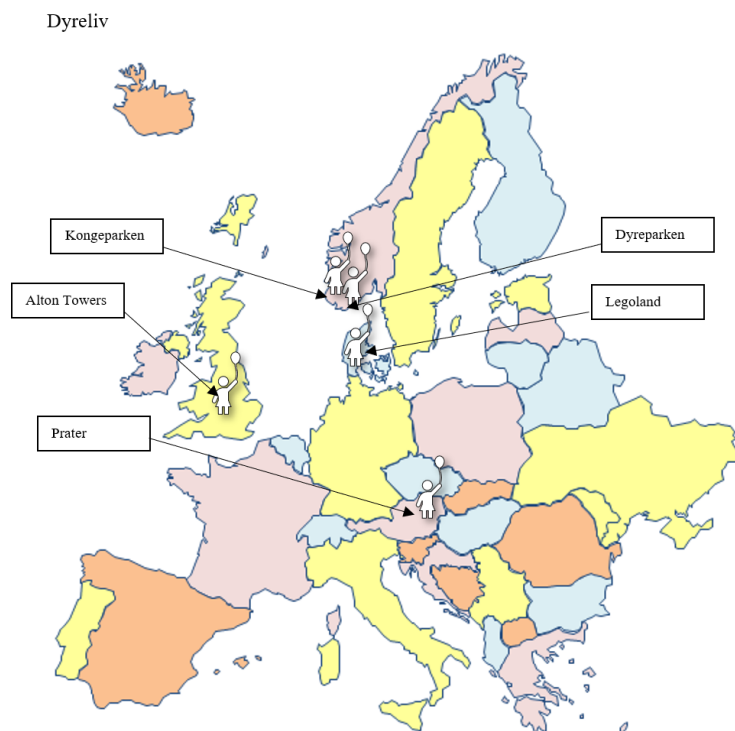 Dyreliv
Kongeparken
Dyreparken
Alton Towers
Legoland
Prater